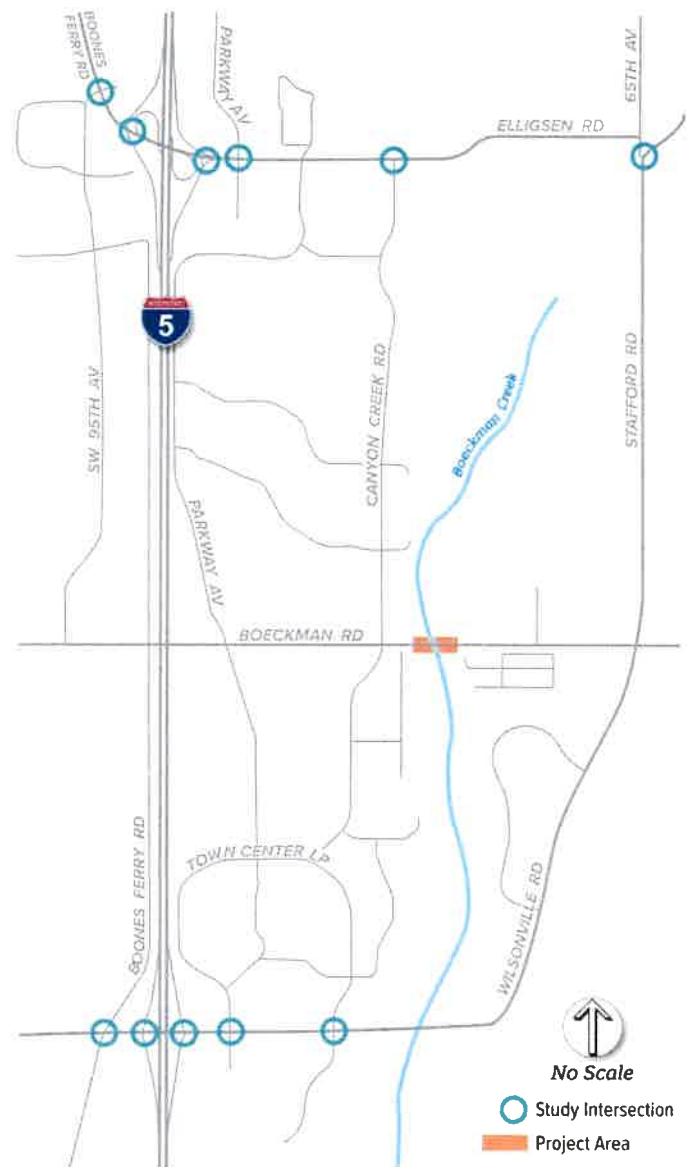 BOONES
FERRY RD
PARKWAY AV
65TH AV
ELLIGSEN RD
INTERSTATE
5
SW 95TH AV
CANYON CREEK RD
Boeckman Creek
STAFFORD RD
PARKWAY AV
BOECKMAN RD
BOONES FERRY RD
TOWN CENTER LP
WILSONVILLE RD
No Scale
Study Intersection
Project Area